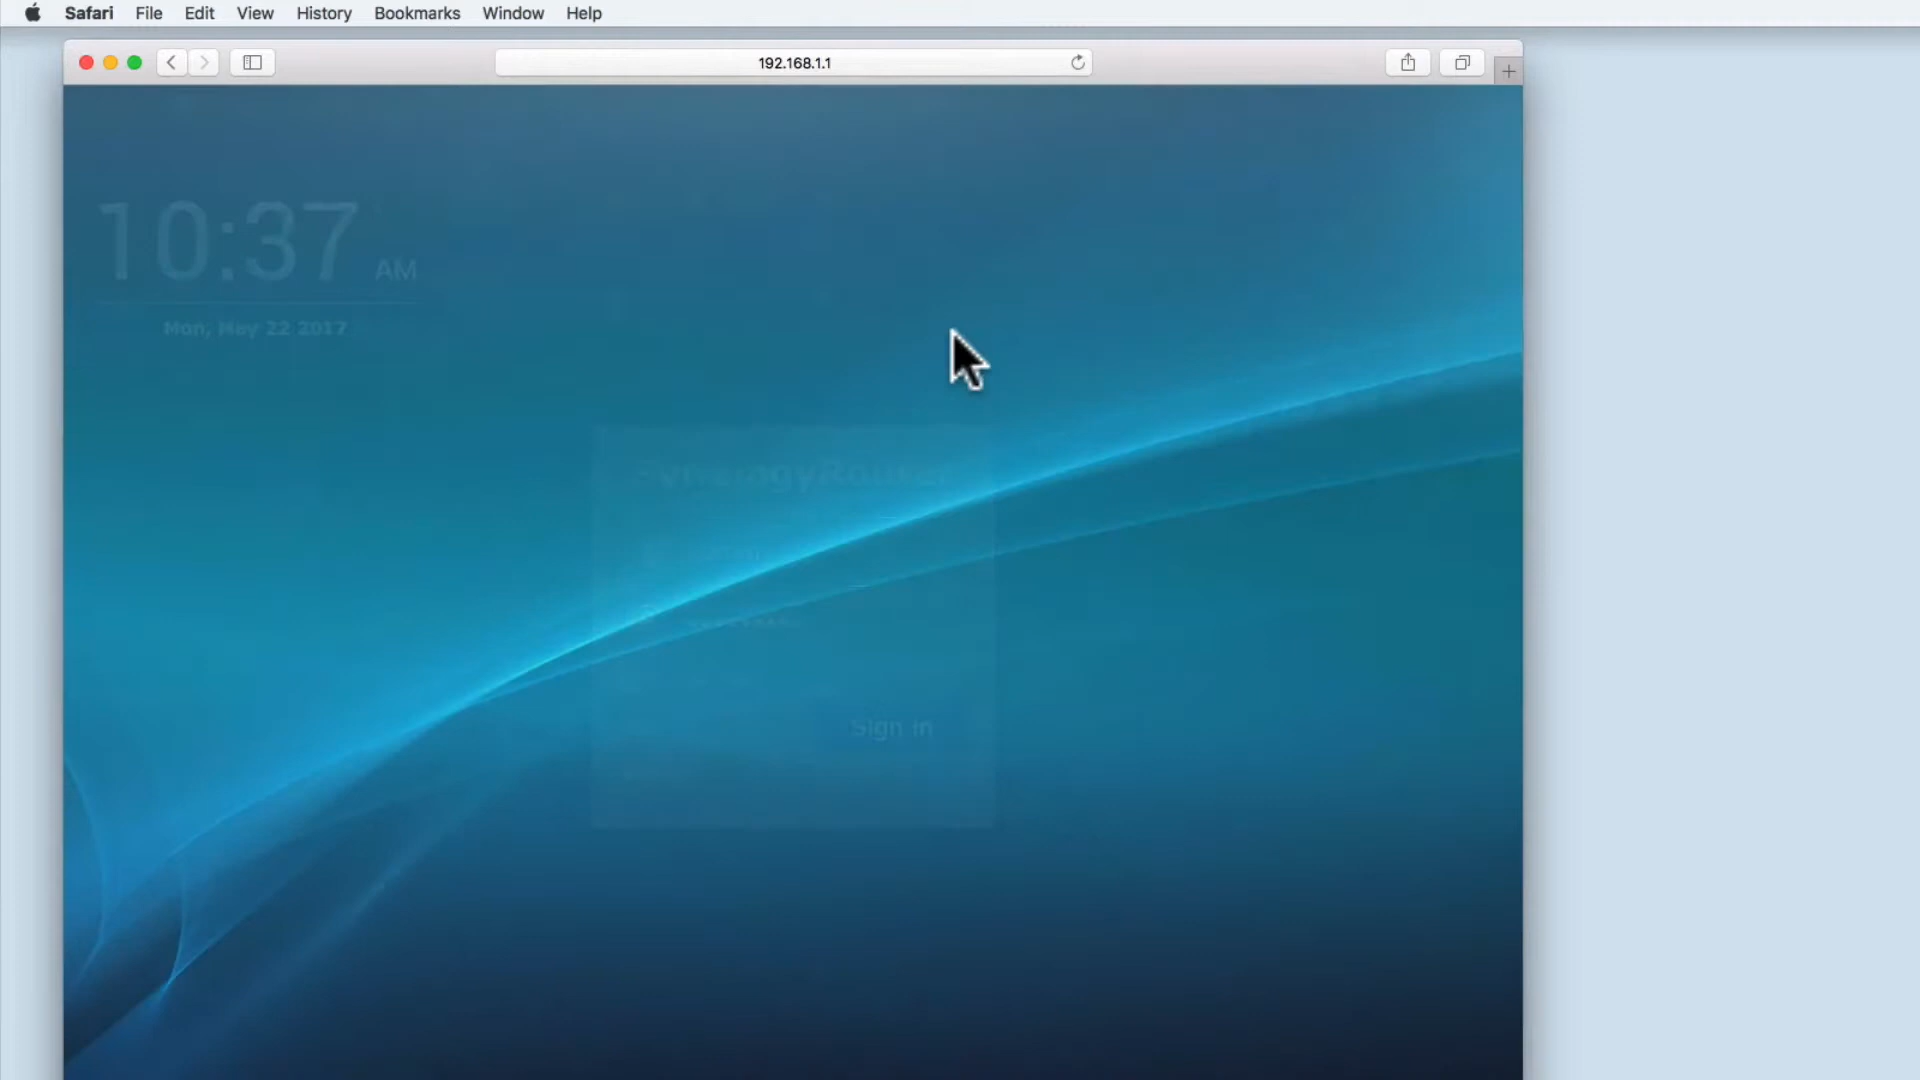 Safari File Edit View History Bookmarks Window Help
192.168.1.1
10:37 AM
Mon, May 22 2017
SynologyRouter
Sign in